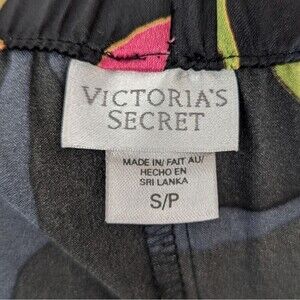 VICTORIA'S
SECRET
MADE IN/ FAIT AU/
HECHO EN
SRI LANKA
S/P